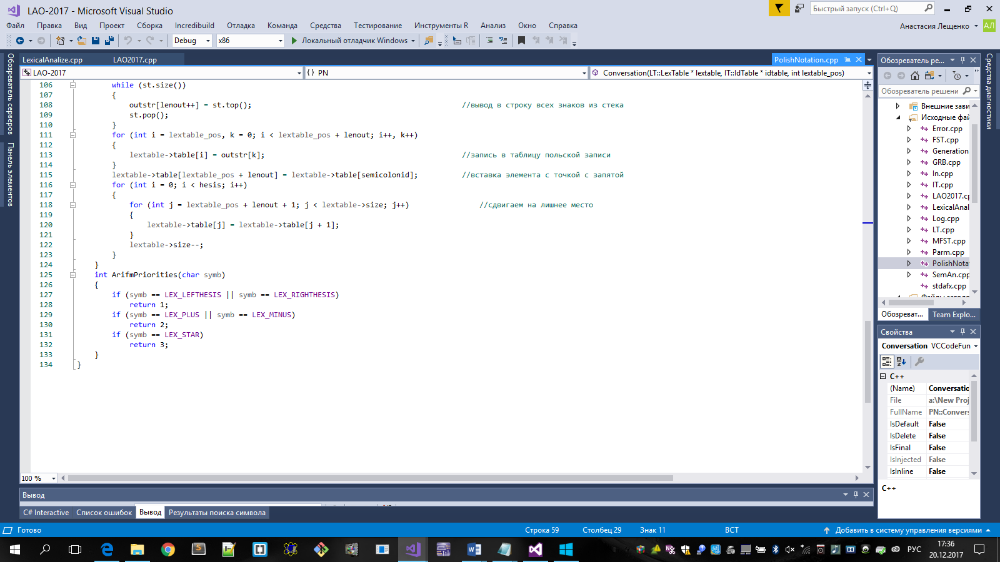 LAO-2017 - Microsoft Visual Studio
Быстрый запуск (Ctrl+Q)
Файл Правка Вид Проект Сборка Incredibuild Отладка Команда Средства Тестирование Инструменты R Анализ Окно Справка
Анастасия Лещенко АЛ
Debug x86 Локальный отладчик Windows
Обозреватель серверов
Панель элементов
LexicalAnalize.cpp LAO2017.cpp PolishNotation.cpp
LAO-2017 {} PN Conversation(LT::LexTable * lextable, IT::IdTable * idtable, int lextable_pos)
106 while (st.size())
107 {
108 outstr[lenout++] = st.top(); //вывод в строку всех знаков из стека
109 st.pop();
110 }
111 for (int i = lextable_pos, k = 0; i < lextable_pos + lenout; i++, k++)
112 {
113 lextable->table[i] = outstr[k]; //запись в таблицу польской записи
114 }
115 lextable->table[lextable_pos + lenout] = lextable->table[semicolonid]; //вставка элемента с точкой с запятой
116 for (int i = 0; i < hesis; i++)
117 {
118 for (int j = lextable_pos + lenout + 1; j < lextable->size; j++) //сдвигаем на лишнее место
119 {
120 lextable->table[j] = lextable->table[j + 1];
121 }
122 lextable->size--;
123 }
124 }
125 int ArifmPriorities(char symb)
126 {
127 if (symb == LEX_LEFTHESIS || symb == LEX_RIGHTHESIS)
128 return 1;
129 if (symb == LEX_PLUS || symb == LEX_MINUS)
130 return 2;
131 if (symb == LEX_STAR)
132 return 3;
133 }
134 }
100 %
Вывод
C# Interactive Список ошибок Вывод Результаты поиска символа
Обозреватель ре...
Обозреватель решени
Внешние зави
Исходные фай
Error.cpp
FST.cpp
Generation
GRB.cpp
In.cpp
IT.cpp
LAO2017.cp
LexicalAnal
Log.cpp
LT.cpp
MFST.cpp
Parm.cpp
PolishNotat
SemAn.cpp
stdafx.cpp
Файлы заголо
Обозреват... Team Explo...
Свойства
Conversation VCCodeFun
C++
(Name) Conversatio
File a:\New Proj
FullName PN::Convers
IsDefault False
IsDelete False
IsFinal False
IsInjected False
IsInline False
C++
Средства диагностики
Готово Строка 59 Столбец 29 Знак 11 ВСТ Добавить в систему управления версиями
РУС 17:36
20.12.2017